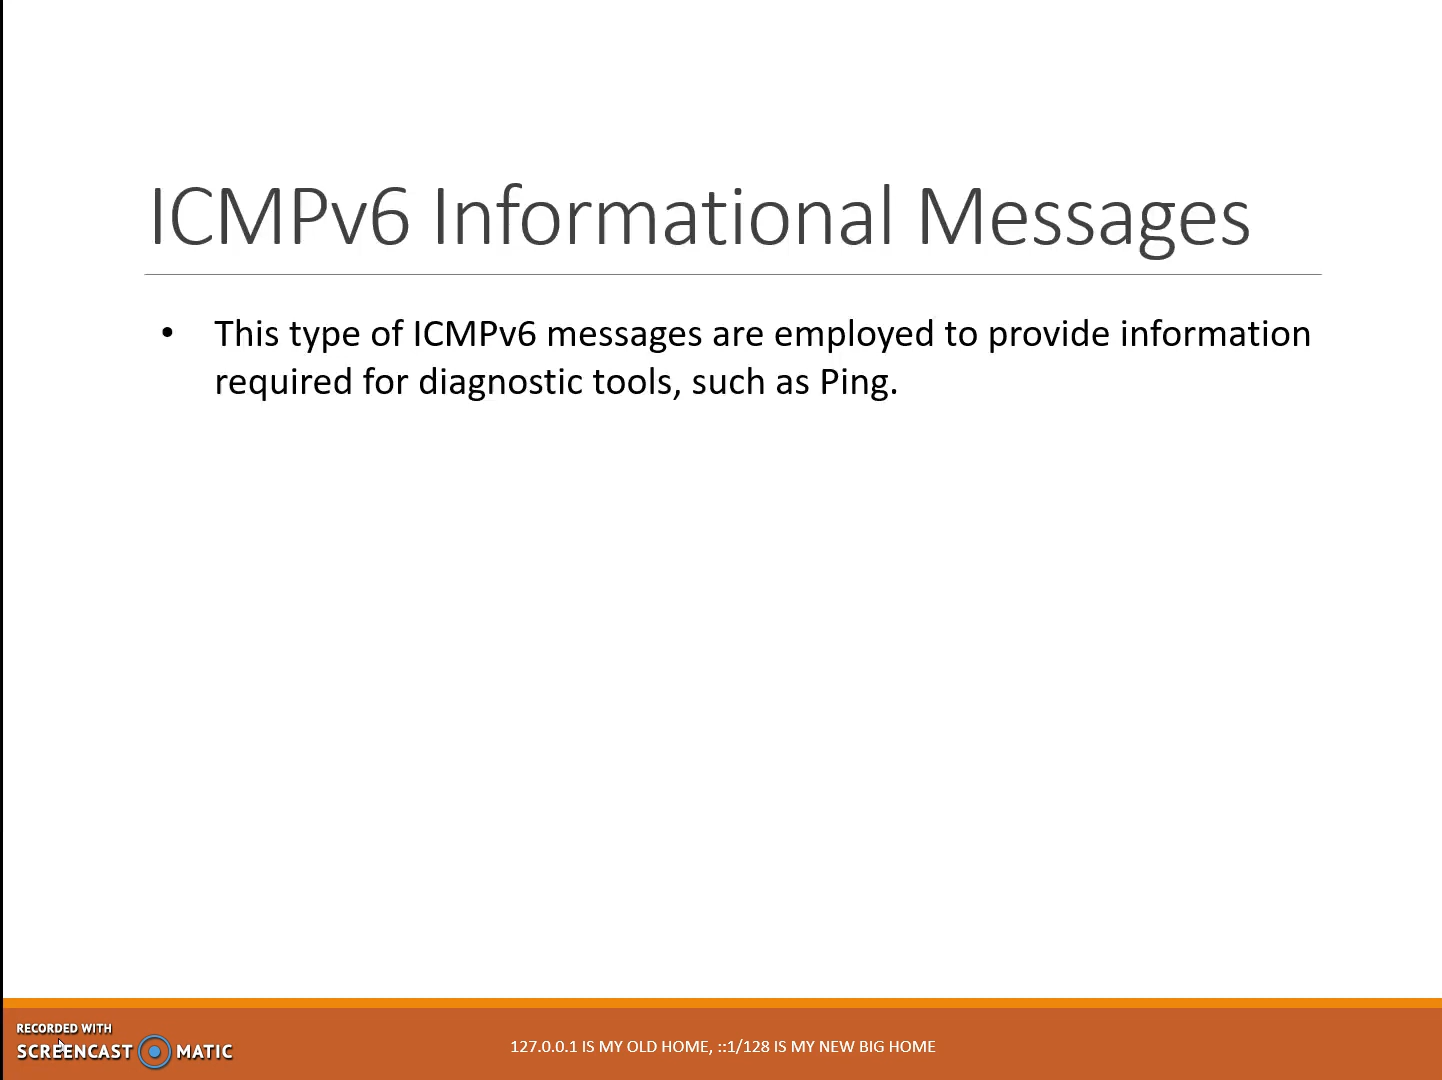 ICMPv6 Informational Messages
• This type of ICMPv6 messages are employed to provide information
required for diagnostic tools, such as Ping.
RECORDED WITH
SCREENCAST MATIC
127.0.0.1 IS MY OLD HOME, ::1/128 IS MY NEW BIG HOME